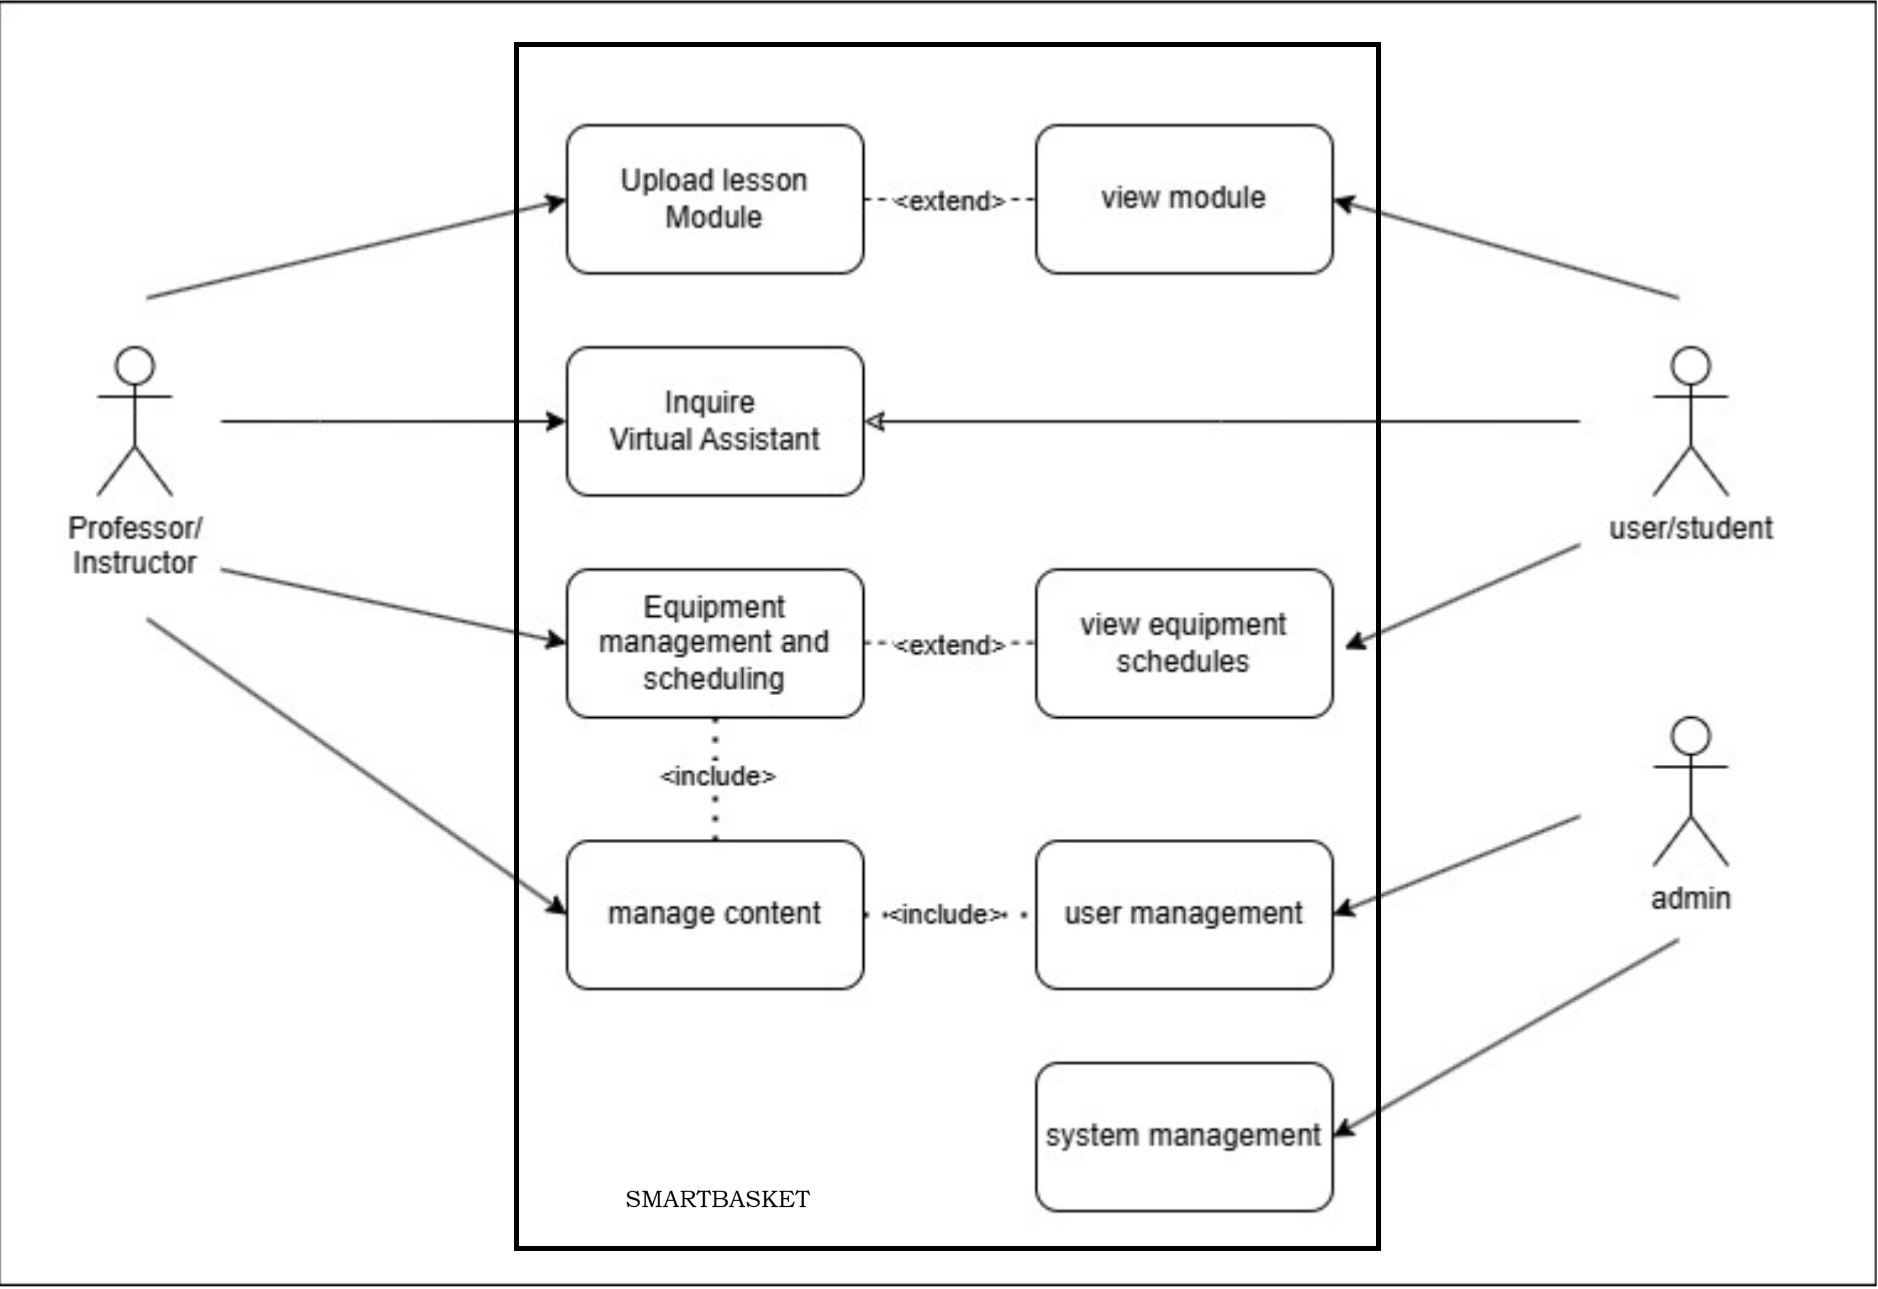 Upload lesson
Module
<extend>
view module
Inquire
Virtual Assistant
Professor/
Instructor
user/student
Equipment
management and
scheduling
<extend>
view equipment
schedules
<include>
manage content
<include>
user management
admin
system management
SMARTBASKET